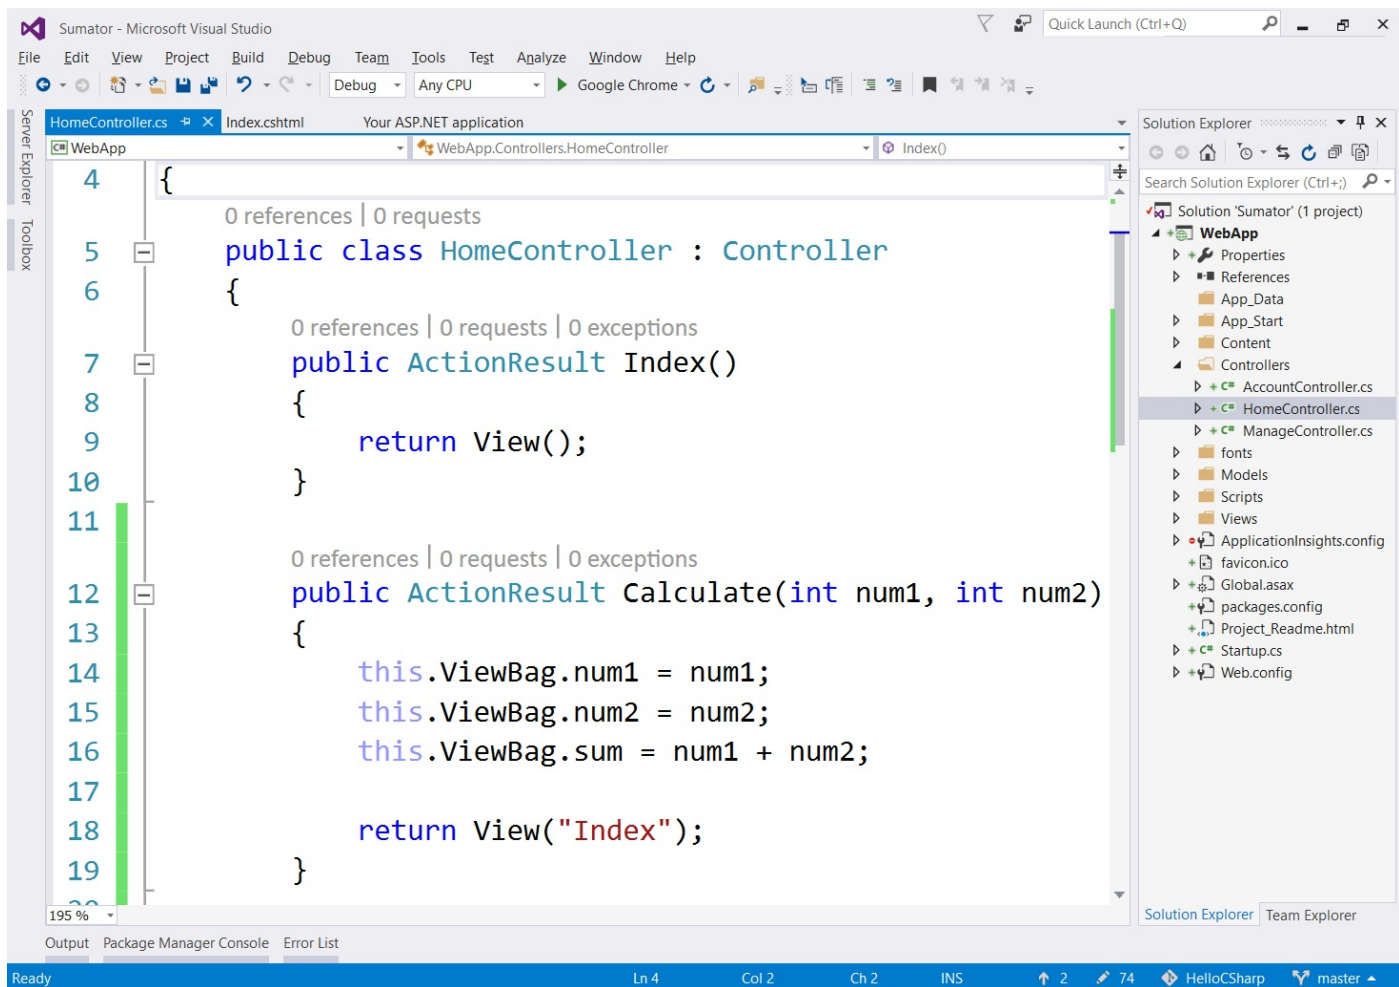 Sumator - Microsoft Visual Studio
Quick Launch (Ctrl+Q)
File Edit View Project Build Debug Team Tools Test Analyze Window Help
Debug Any CPU Google Chrome
Server Explorer
Toolbox
HomeController.cs Index.cshtml Your ASP.NET application
C# WebApp WebApp.Controllers.HomeController Index()
4 {
0 references | 0 requests
5 public class HomeController : Controller
6 {
0 references | 0 requests | 0 exceptions
7 public ActionResult Index()
8 {
9 return View();
10 }
11
0 references | 0 requests | 0 exceptions
12 public ActionResult Calculate(int num1, int num2)
13 {
14 this.ViewBag.num1 = num1;
15 this.ViewBag.num2 = num2;
16 this.ViewBag.sum = num1 + num2;
17
18 return View("Index");
19 }
195 %
Solution Explorer
Search Solution Explorer (Ctrl+;)
Solution 'Sumator' (1 project)
WebApp
Properties
References
App_Data
App_Start
Content
Controllers
C# AccountController.cs
C# HomeController.cs
C# ManageController.cs
fonts
Models
Scripts
Views
ApplicationInsights.config
favicon.ico
Global.asax
packages.config
Project_Readme.html
C# Startup.cs
Web.config
Solution Explorer Team Explorer
Output Package Manager Console Error List
Ready Ln 4 Col 2 Ch 2 INS 2 74 HelloCSharp master